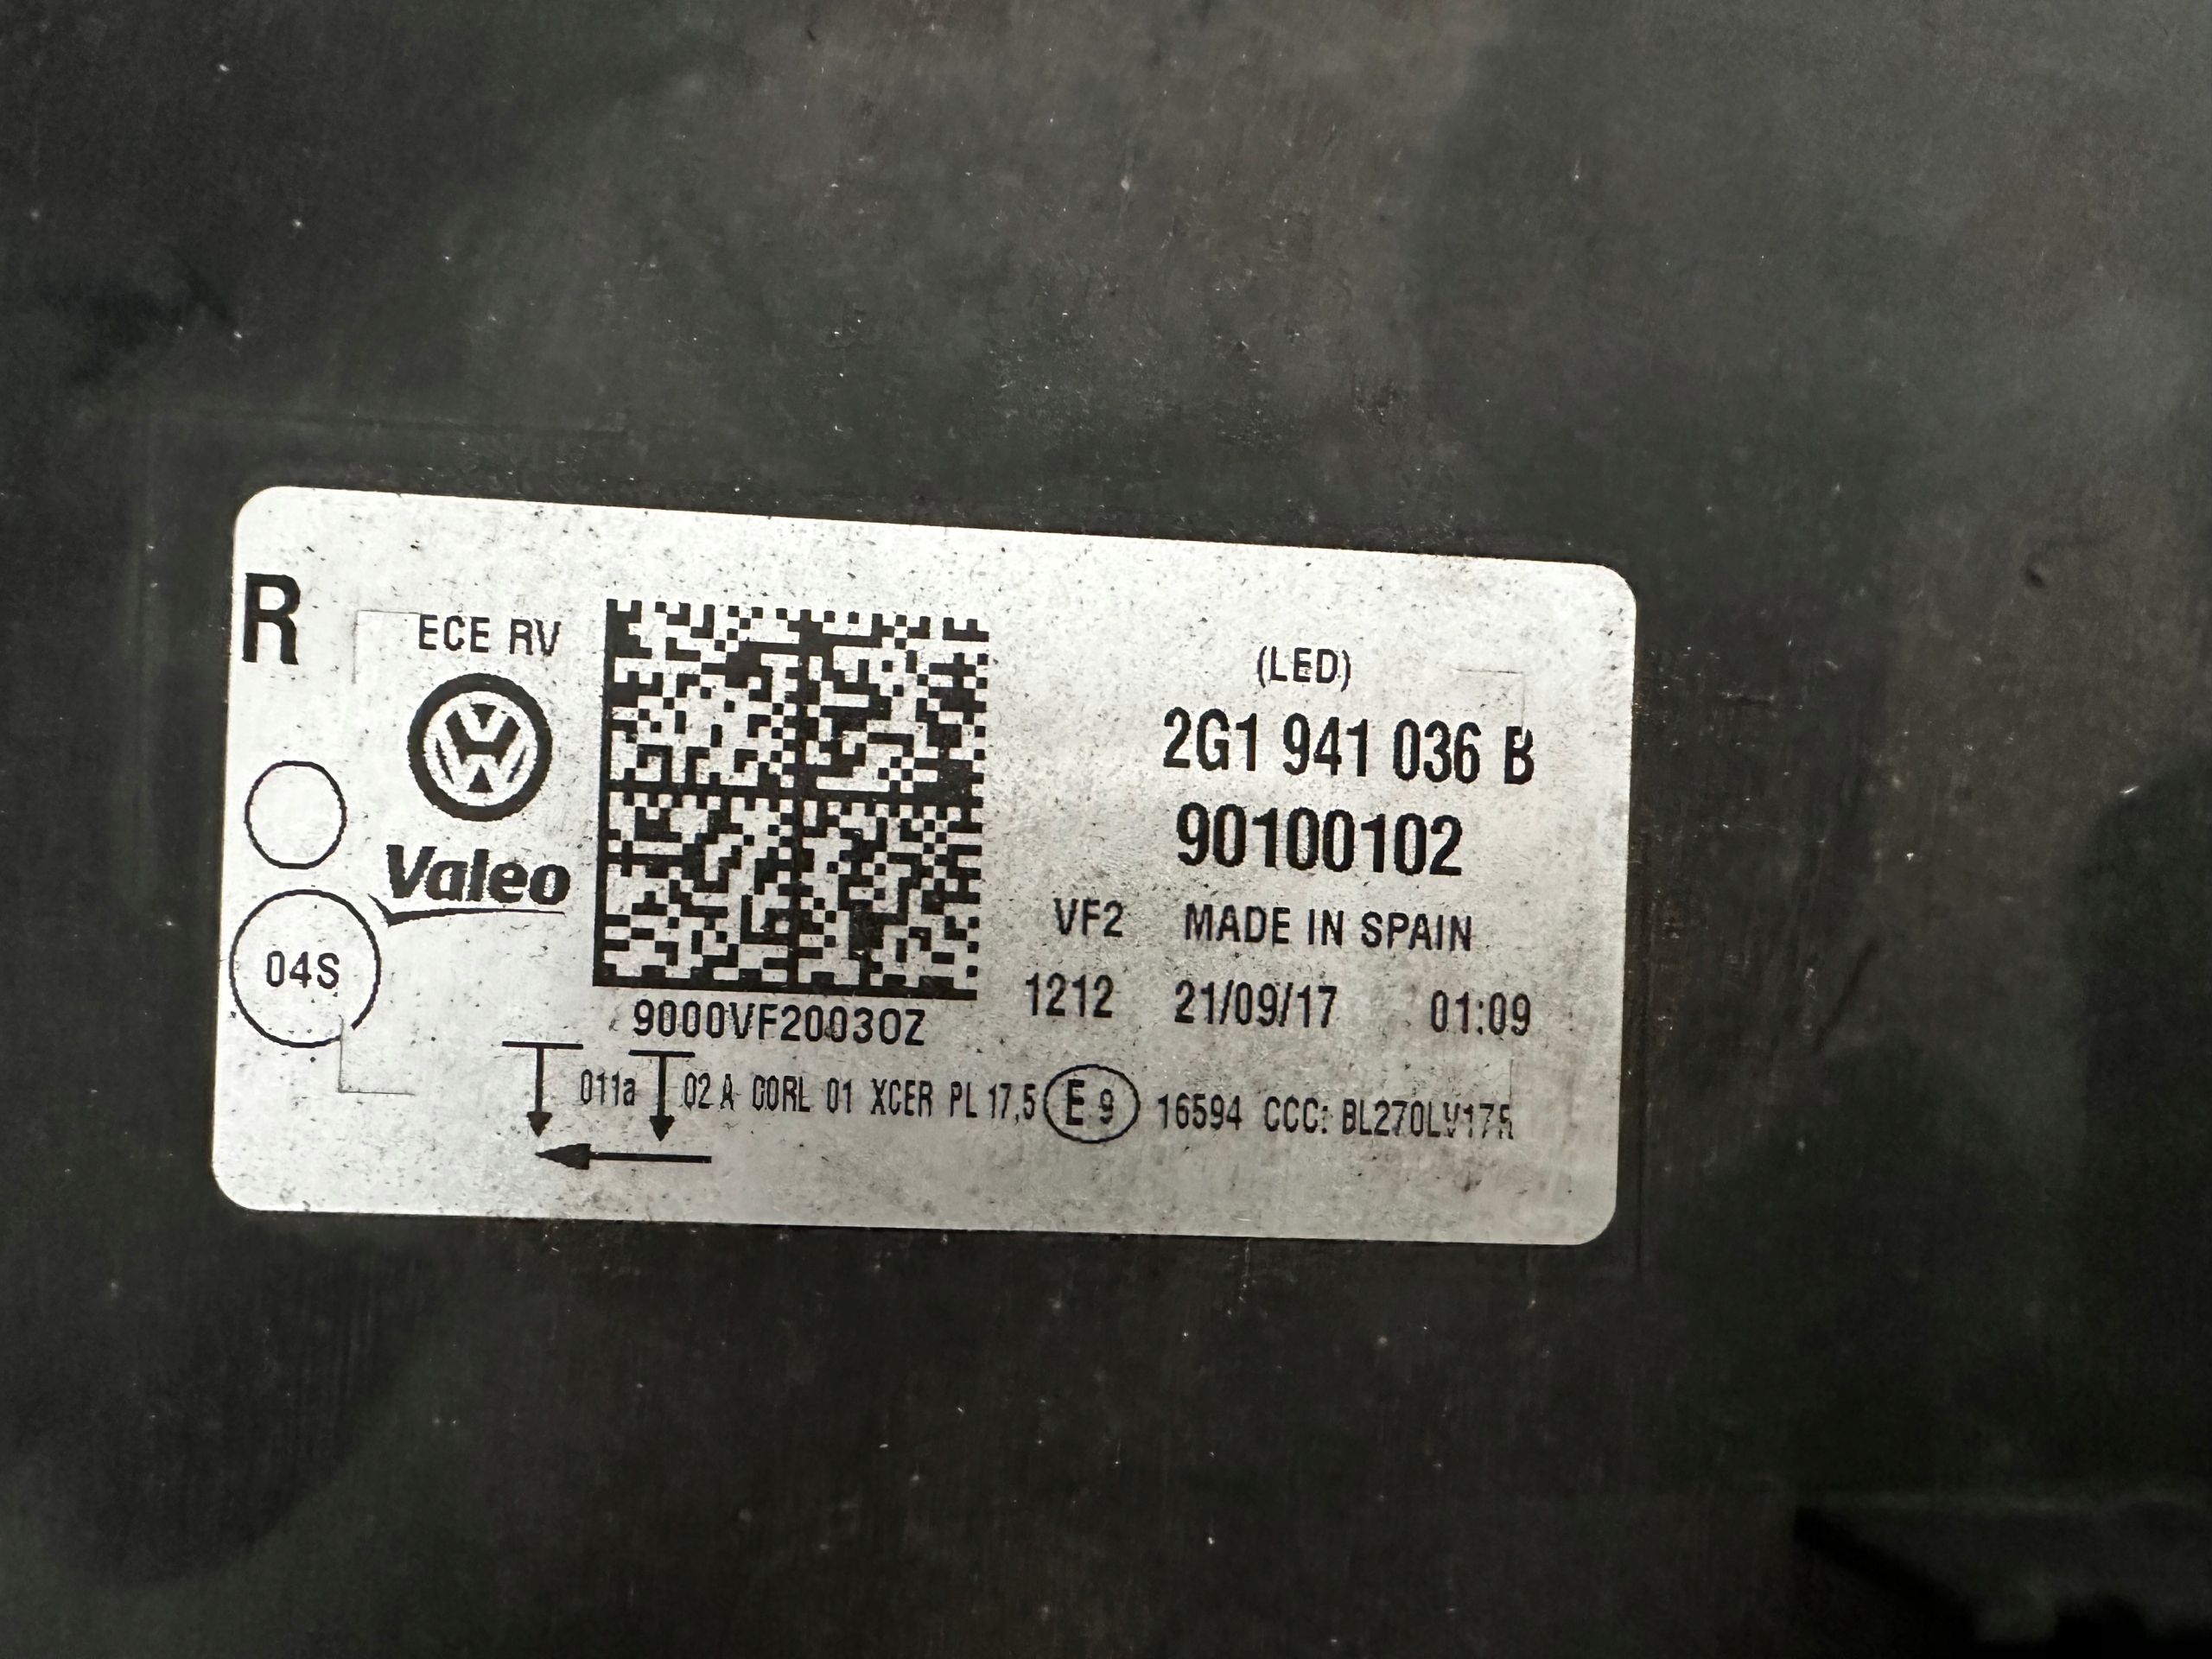 R
ECE RV
(LED)
2G1 941 036 B
90100102
Valeo
VF2 MADE IN SPAIN
04S
1212 21/09/17 01:09
9000VF20030Z
011a 02 A CORL 01 XCER PL 17,5 E 9 16594 CCC: